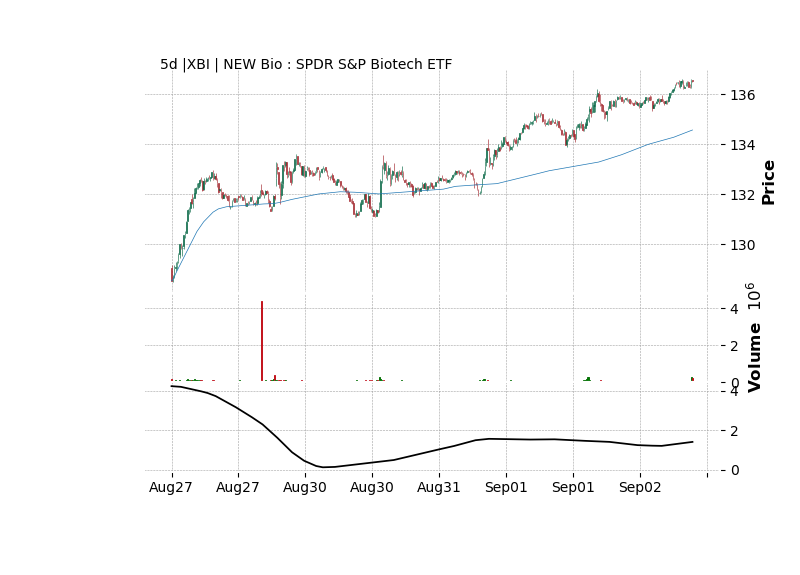 5d |XBI | NEW Bio : SPDR S&P Biotech ETF
136
134
132
130
Price
4
2
0
Volume 10^6
4
2
0
Aug27 Aug27 Aug30 Aug30 Aug31 Sep01 Sep01 Sep02